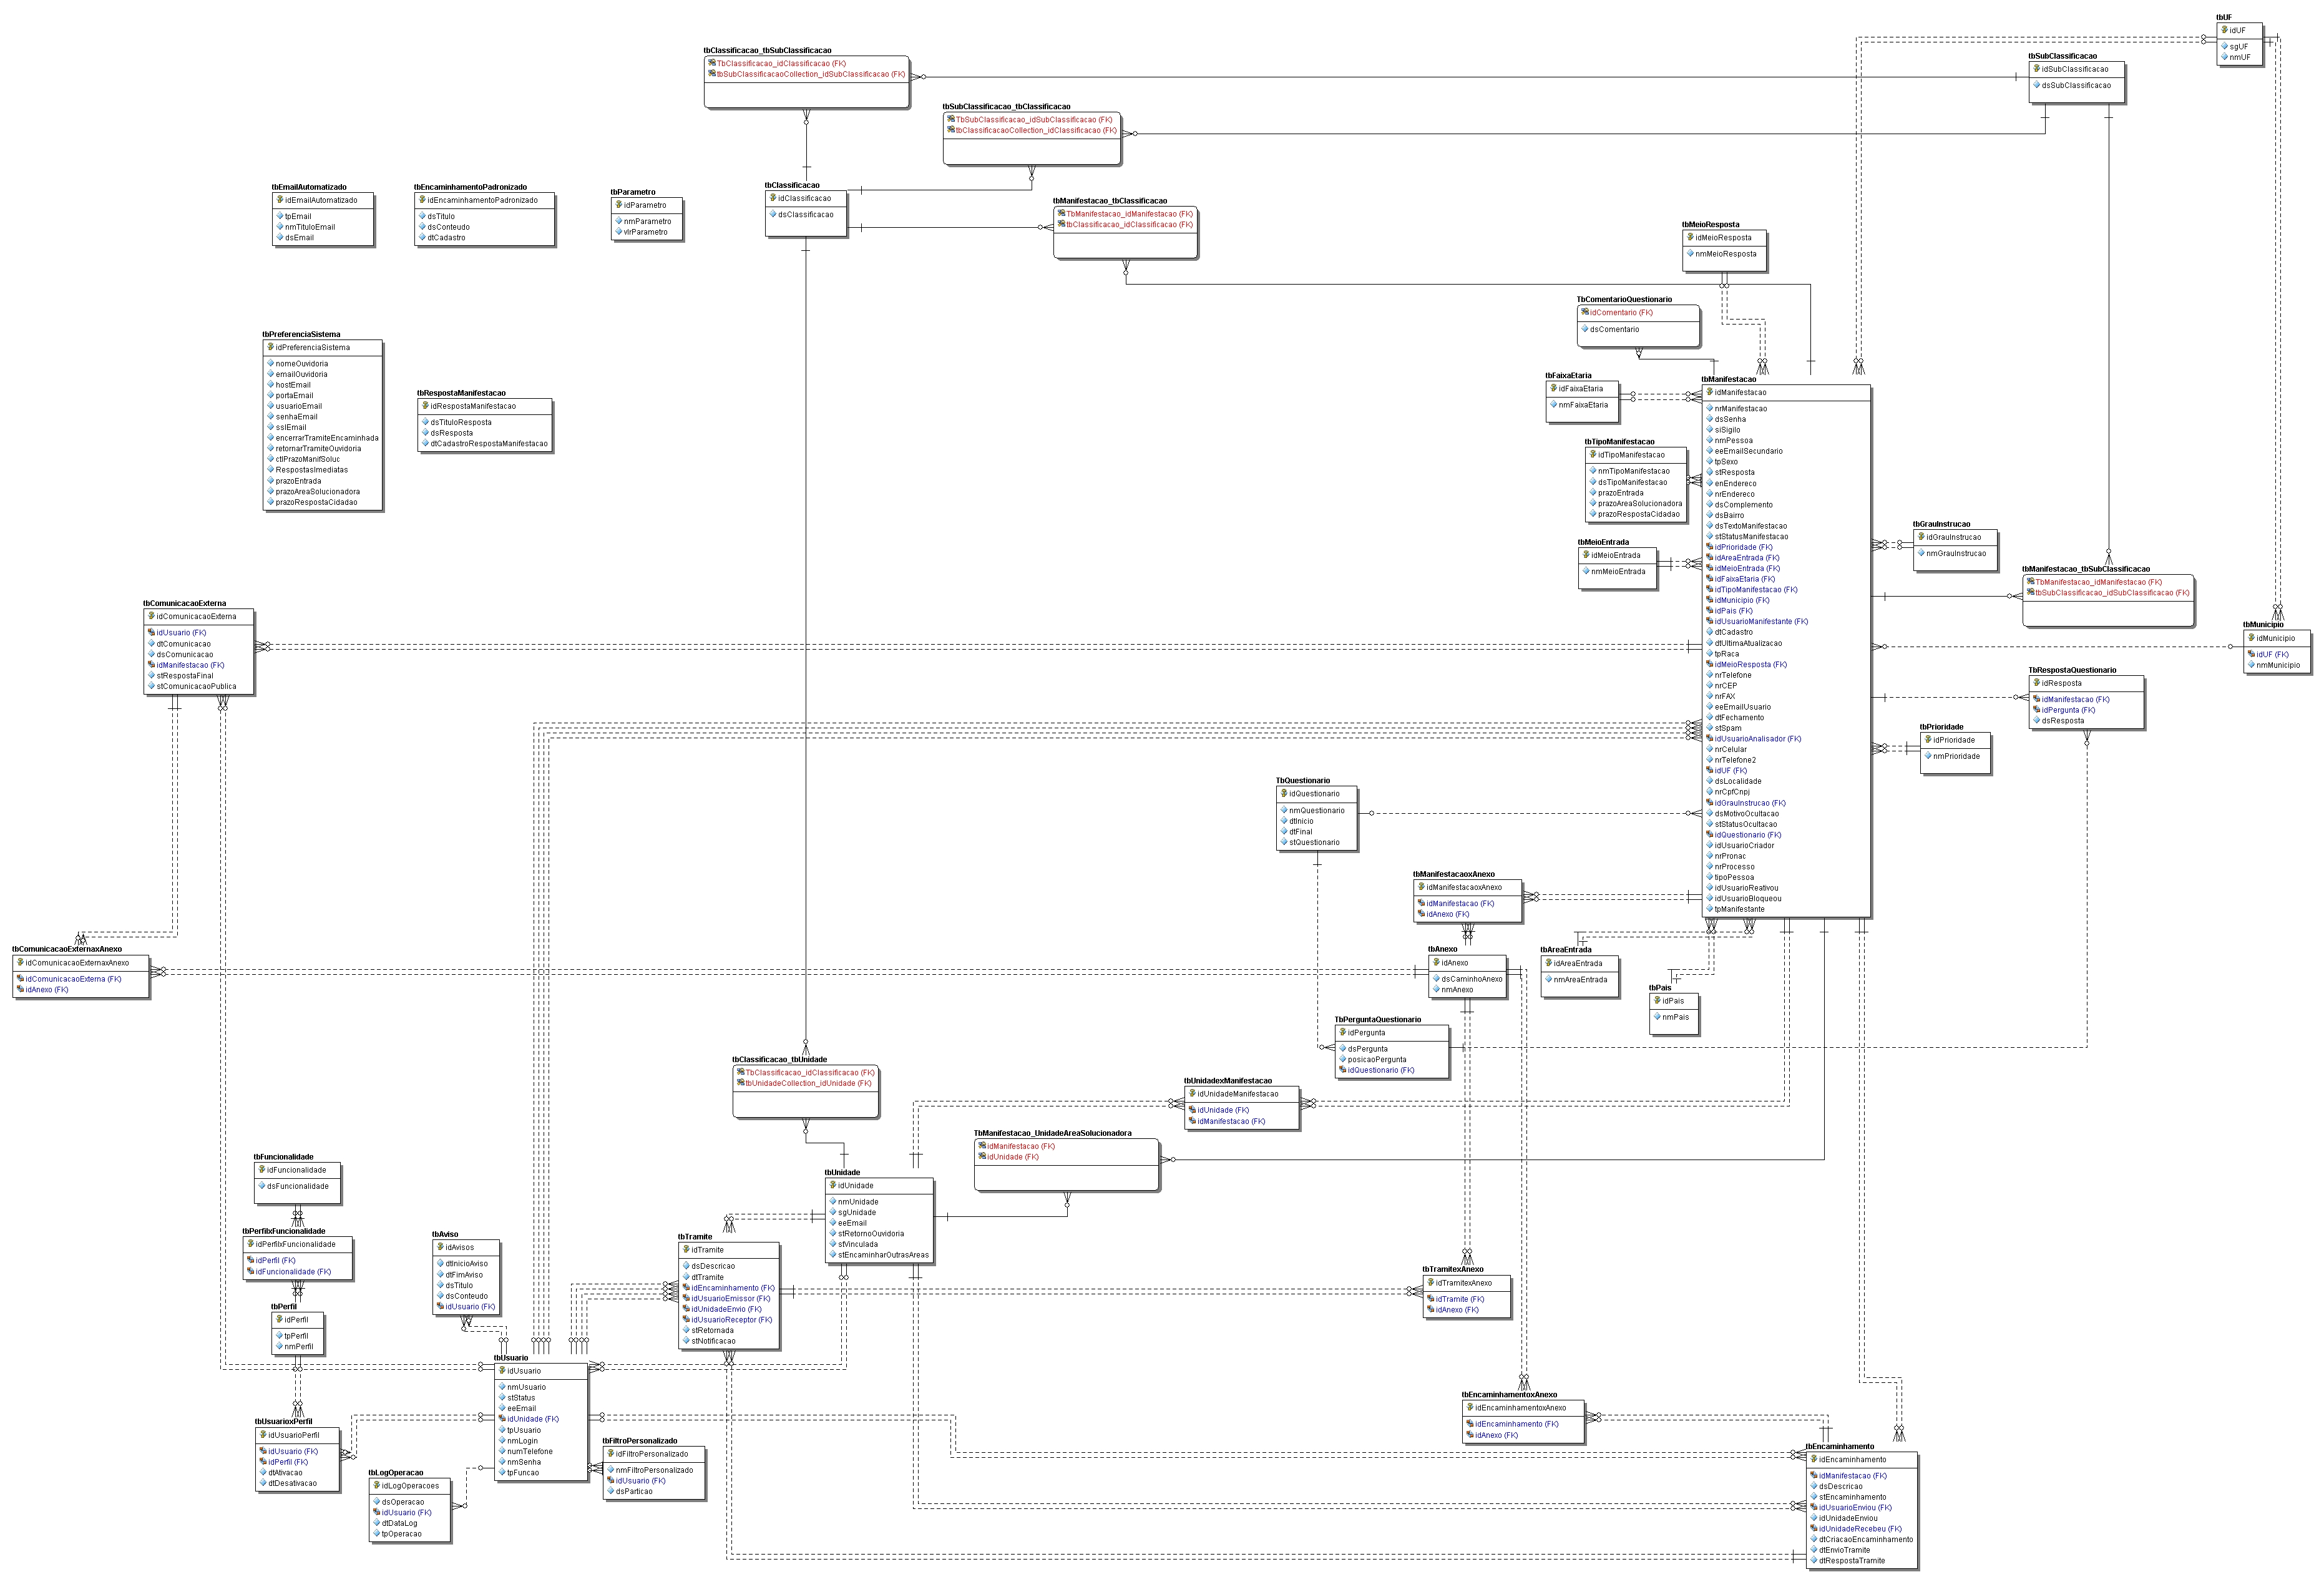 tbUF
idUF
sgUF
nmUF
tbClassificacao_tbSubClassificacao
TbClassificacao_idClassificacao (FK)
tbSubClassificacaoCollection_idSubClassificacao (FK)
tbSubClassificacao
idSubClassificacao
dsSubClassificacao
tbSubClassificacao_tbClassificacao
TbSubClassificacao_idSubClassificacao (FK)
tbClassificacaoCollection_idClassificacao (FK)
tbEmailAutomatizado
idEmailAutomatizado
tpEmail
nmTituloEmail
dsEmail
tbEncaminhamentoPadronizado
idEncaminhamentoPadronizado
dsTitulo
dsConteudo
dtCadastro
tbParametro
idParametro
nmParametro
vlrParametro
tbClassificacao
idClassificacao
dsClassificacao
tbManifestacao_tbClassificacao
TbManifestacao_idManifestacao (FK)
tbClassificacao_idClassificacao (FK)
tbMeioResposta
idMeioResposta
nmMeioResposta
TbComentarioQuestionario
idComentario (FK)
dsComentario
tbPreferenciaSistema
idPreferenciaSistema
nomeOuvidoria
emailOuvidoria
hostEmail
portaEmail
usuarioEmail
senhaEmail
sslEmail
encerrarTramiteEncaminhada
retornarTramiteOuvidoria
ctlPrazoManifSoluc
RespostasImediatas
prazoEntrada
prazoAreaSolucionadora
prazoRespostaCidadao
tbRespostaManifestacao
idRespostaManifestacao
dsTituloResposta
dsResposta
dtCadastroRespostaManifestacao
tbFaixaEtaria
idFaixaEtaria
nmFaixaEtaria
tbTipoManifestacao
idTipoManifestacao
nmTipoManifestacao
dsTipoManifestacao
prazoEntrada
prazoAreaSolucionadora
prazoRespostaCidadao
tbMeioEntrada
idMeioEntrada
nmMeioEntrada
tbManifestacao
idManifestacao
nrManifestacao
dsSenha
siSigilo
nmPessoa
eeEmailSecundario
tpSexo
stResposta
enEndereco
nrEndereco
dsComplemento
dsBairro
dsTextoManifestacao
stStatusManifestacao
idPrioridade (FK)
idAreaEntrada (FK)
idMeioEntrada (FK)
idFaixaEtaria (FK)
idTipoManifestacao (FK)
idMunicipio (FK)
idPais (FK)
idUsuarioManifestante (FK)
dtCadastro
dtUltimaAtualizacao
tpRaca
idMeioResposta (FK)
nrTelefone
nrCEP
nrFAX
eeEmailUsuario
dtFechamento
stSpam
idUsuarioAnalisador (FK)
nrCelular
nrTelefone2
idUF (FK)
dsLocalidade
nrCpfCnpj
idGrauInstrucao (FK)
dsMotivoOcultacao
stStatusOcultacao
idQuestionario (FK)
idUsuarioCriador
nrPronac
nrProcesso
tipoPessoa
idUsuarioReativou
idUsuarioBloqueou
tpManifestante
tbGrauInstrucao
idGrauInstrucao
nmGrauInstrucao
tbManifestacao_tbSubClassificacao
TbManifestacao_idManifestacao (FK)
tbSubClassificacao_idSubClassificacao (FK)
tbMunicipio
idMunicipio
idUF (FK)
nmMunicipio
TbRespostaQuestionario
idResposta
idManifestacao (FK)
idPergunta (FK)
dsResposta
tbPrioridade
idPrioridade
nmPrioridade
tbComunicacaoExterna
idComunicacaoExterna
idUsuario (FK)
dtComunicacao
dsComunicacao
idManifestacao (FK)
stRespostaFinal
stComunicacaoPublica
TbQuestionario
idQuestionario
nmQuestionario
dtInicio
dtFinal
stQuestionario
tbManifestacaoxAnexo
idManifestacaoxAnexo
idManifestacao (FK)
idAnexo (FK)
tbComunicacaoExternaxAnexo
idComunicacaoExternaxAnexo
idComunicacaoExterna (FK)
idAnexo (FK)
tbAnexo
idAnexo
dsCaminhoAnexo
nmAnexo
tbAreaEntrada
idAreaEntrada
nmAreaEntrada
tbPais
idPais
nmPais
TbPerguntaQuestionario
idPergunta
dsPergunta
posicaoPergunta
idQuestionario (FK)
tbClassificacao_tbUnidade
TbClassificacao_idClassificacao (FK)
tbUnidadeCollection_idUnidade (FK)
tbUnidadexManifestacao
idUnidadeManifestacao
idUnidade (FK)
idManifestacao (FK)
TbManifestacao_UnidadeAreaSolucionadora
idManifestacao (FK)
idUnidade (FK)
tbFuncionalidade
idFuncionalidade
dsFuncionalidade
tbPerfilxFuncionalidade
idPerfilxFuncionalidade
idPerfil (FK)
idFuncionalidade (FK)
tbPerfil
idPerfil
tpPerfil
nmPerfil
tbAviso
idAvisos
dtInicioAviso
dtFimAviso
dsTitulo
dsConteudo
idUsuario (FK)
tbUnidade
idUnidade
nmUnidade
sgUnidade
eeEmail
stRetornoOuvidoria
stVinculada
stEncaminharOutrasAreas
tbTramite
idTramite
dsDescricao
dtTramite
idEncaminhamento (FK)
idUsuarioEmissor (FK)
idUnidadeEnvio (FK)
idUsuarioReceptor (FK)
stRetornada
stNotificacao
tbTramitexAnexo
idTramitexAnexo
idTramite (FK)
idAnexo (FK)
tbUsuario
idUsuario
nmUsuario
stStatus
eeEmail
idUnidade (FK)
tpUsuario
nmLogin
numTelefone
nmSenha
tpFuncao
tbUsuarioxPerfil
idUsuarioPerfil
idUsuario (FK)
idPerfil (FK)
dtAtivacao
dtDesativacao
tbLogOperacao
idLogOperacoes
dsOperacao
idUsuario (FK)
dtDataLog
tpOperacao
tbFiltroPersonalizado
idFiltroPersonalizado
nmFiltroPersonalizado
idUsuario (FK)
dsParticao
tbEncaminhamentoxAnexo
idEncaminhamentoxAnexo
idEncaminhamento (FK)
idAnexo (FK)
tbEncaminhamento
idEncaminhamento
idManifestacao (FK)
dsDescricao
stEncaminhamento
idUsuarioEnviou (FK)
idUnidadeEnviou
idUnidadeRecebeu (FK)
dtCriacaoEncaminhamento
dtEnvioTramite
dtRespostaTramite